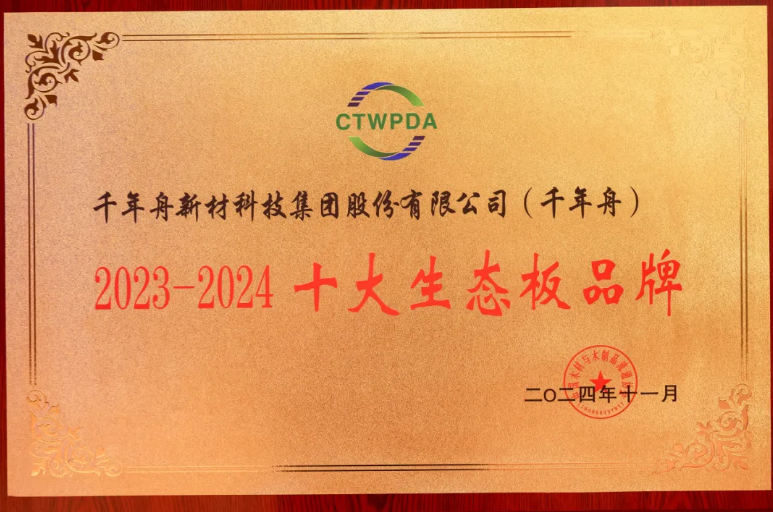 CTWPDA
千年舟新材科技集团股份有限公司（千年舟）
2023-2024 十大生态板品牌
二〇二四年十一月